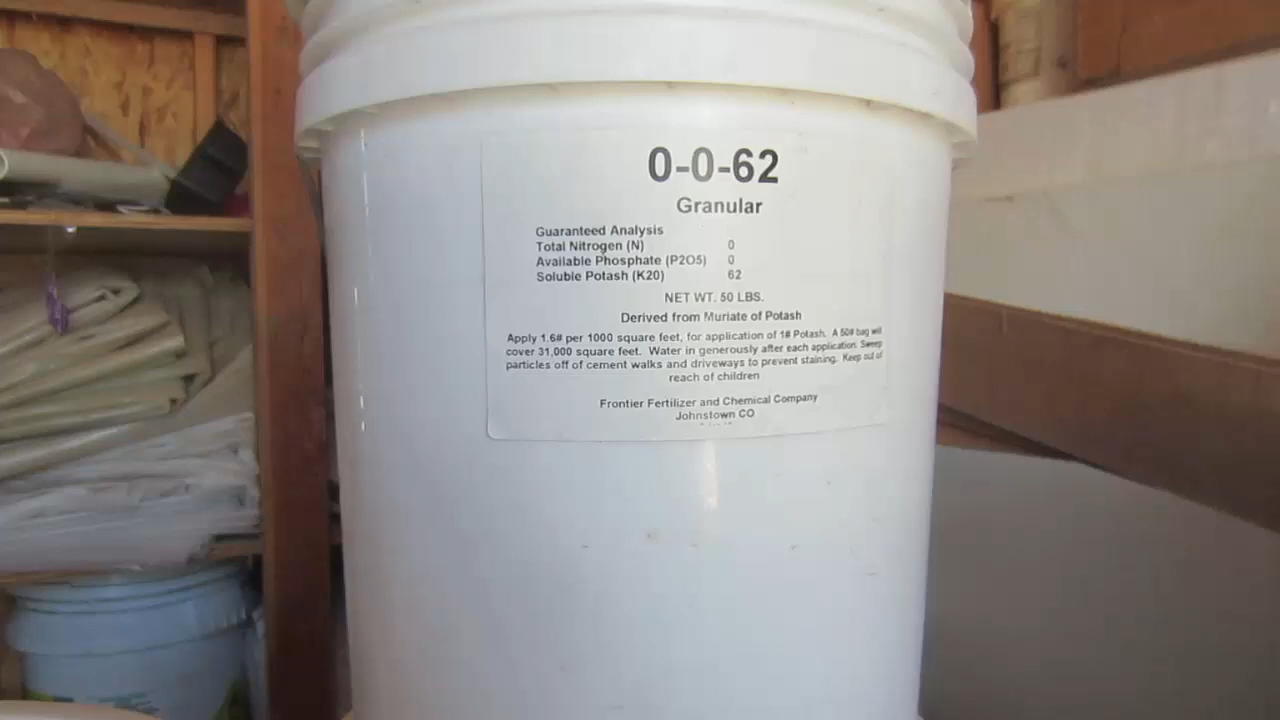 0-0-62
Granular
Guaranteed Analysis
Total Nitrogen (N) 0
Available Phosphate (P2O5) 0
Soluble Potash (K20) 62
NET WT. 50 LBS.
Derived from Muriate of Potash
Apply 1.6# per 1000 square feet, for application of 1# Potash. A 50# bag will
cover 31,000 square feet. Water in generously after each application. Sweep
particles off of cement walks and driveways to prevent staining. Keep out of
reach of children
Frontier Fertilizer and Chemical Company
Johnstown CO